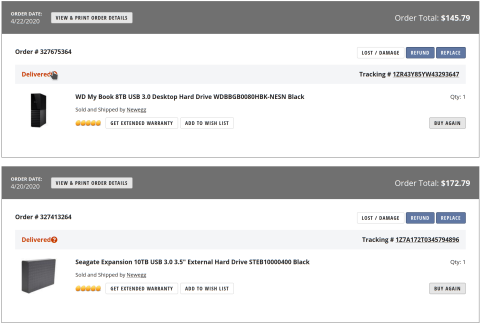 ORDER DATE:
4/22/2020
VIEW & PRINT ORDER DETAILS
Order Total: $145.79
Order # 327675364
LOST / DAMAGE
REFUND
REPLACE
Delivered
Tracking # 1ZR43Y85YW43293647
WD My Book 8TB USB 3.0 Desktop Hard Drive WDBBGB0080HBK-NESN Black
Qty: 1
Sold and Shipped by Newegg
GET EXTENDED WARRANTY
ADD TO WISH LIST
BUY AGAIN
ORDER DATE:
4/20/2020
VIEW & PRINT ORDER DETAILS
Order Total: $172.79
Order # 327413264
LOST / DAMAGE
REFUND
REPLACE
Delivered?
Tracking # 1Z7A172T0345794896
Seagate Expansion 10TB USB 3.0 3.5" External Hard Drive STEB10000400 Black
Qty: 1
Sold and Shipped by Newegg
GET EXTENDED WARRANTY
ADD TO WISH LIST
BUY AGAIN